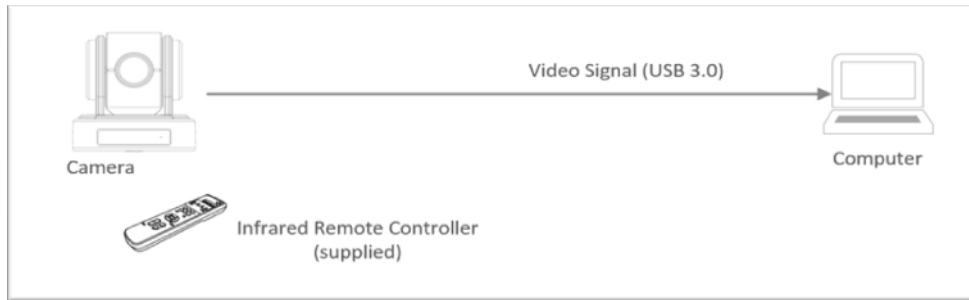 Video Signal (USB 3.0)
Camera
Computer
Infrared Remote Controller
(supplied)